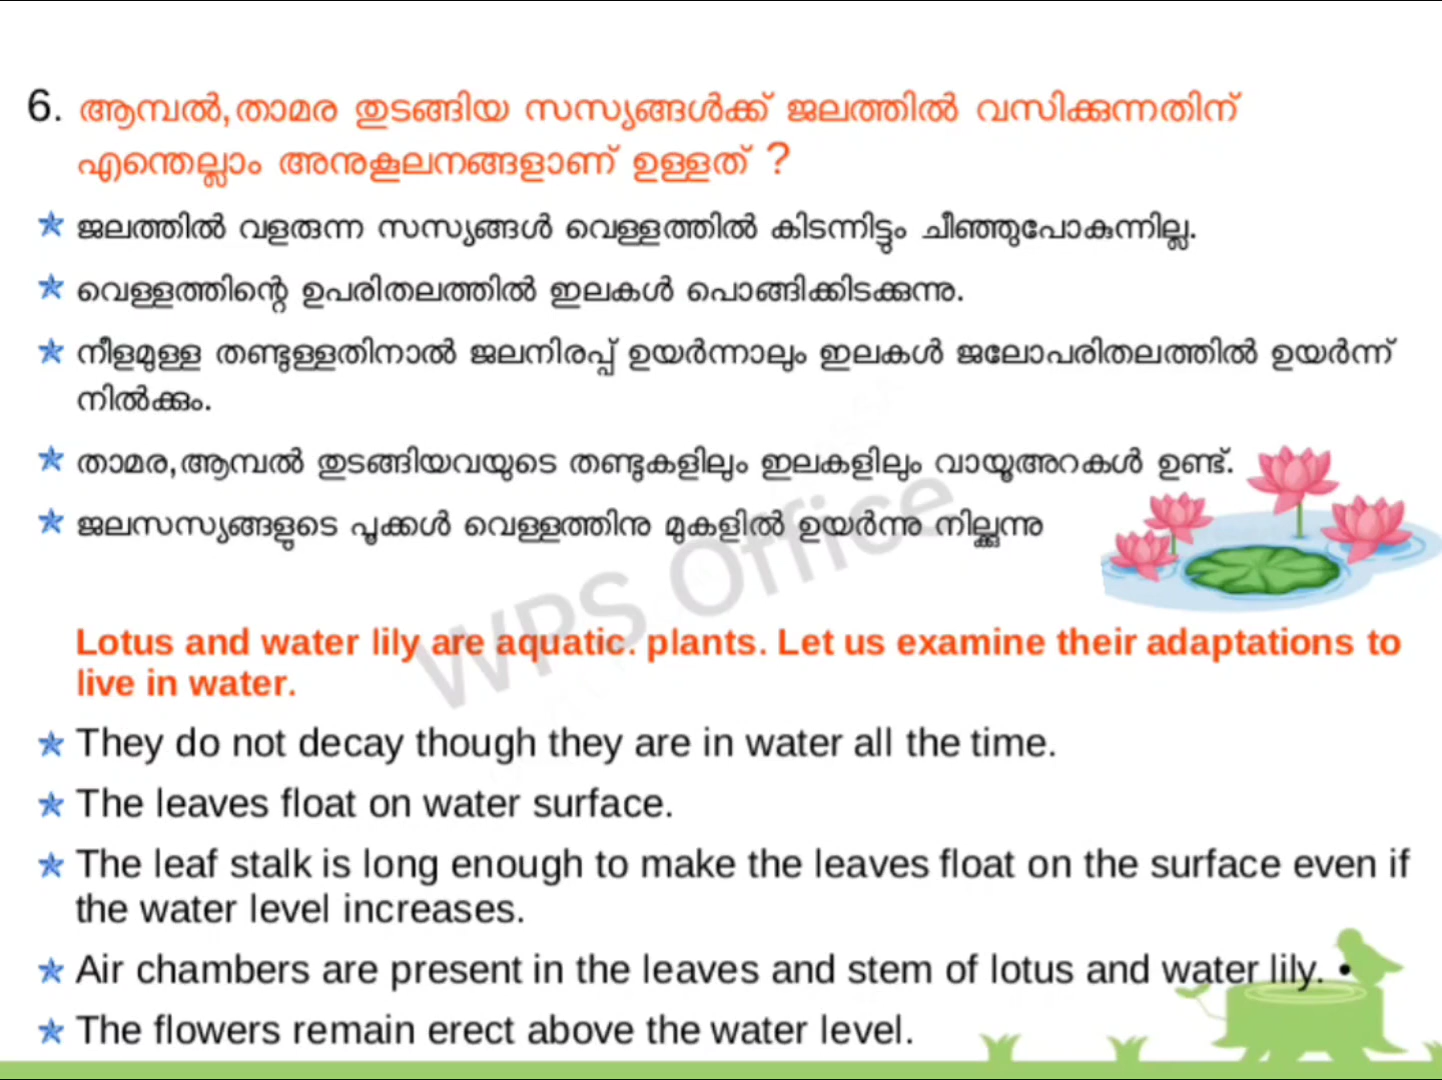 6. ആമ്പൽ,താമര തുടങ്ങിയ സസ്യങ്ങൾക്ക് ജലത്തിൽ വസിക്കുന്നതിന്
എന്തെല്ലാം അനുകൂലനങ്ങളാണ് ഉള്ളത് ?
★ ജലത്തിൽ വളരുന്ന സസ്യങ്ങൾ വെള്ളത്തിൽ കിടന്നിട്ടും ചീഞ്ഞുപോകുന്നില്ല.
★ വെള്ളത്തിന്റെ ഉപരിതലത്തിൽ ഇലകൾ പൊങ്ങിക്കിടക്കുന്നു.
★ നീളമുള്ള തണ്ടുള്ളതിനാൽ ജലനിരപ്പ് ഉയർന്നാലും ഇലകൾ ജലോപരിതലത്തിൽ ഉയർന്ന്
നിൽക്കും.
★ താമര,ആമ്പൽ തുടങ്ങിയവയുടെ തണ്ടുകളിലും ഇലകളിലും വായൂഅറകൾ ഉണ്ട്.
★ ജലസസ്യങ്ങളുടെ പൂക്കൾ വെള്ളത്തിനു മുകളിൽ ഉയർന്നു നില്ക്കുന്നു
WPS Office
Lotus and water lily are aquatic. plants. Let us examine their adaptations to
live in water.
★ They do not decay though they are in water all the time.
★ The leaves float on water surface.
★ The leaf stalk is long enough to make the leaves float on the surface even if
the water level increases.
★ Air chambers are present in the leaves and stem of lotus and water lily. •
★ The flowers remain erect above the water level.